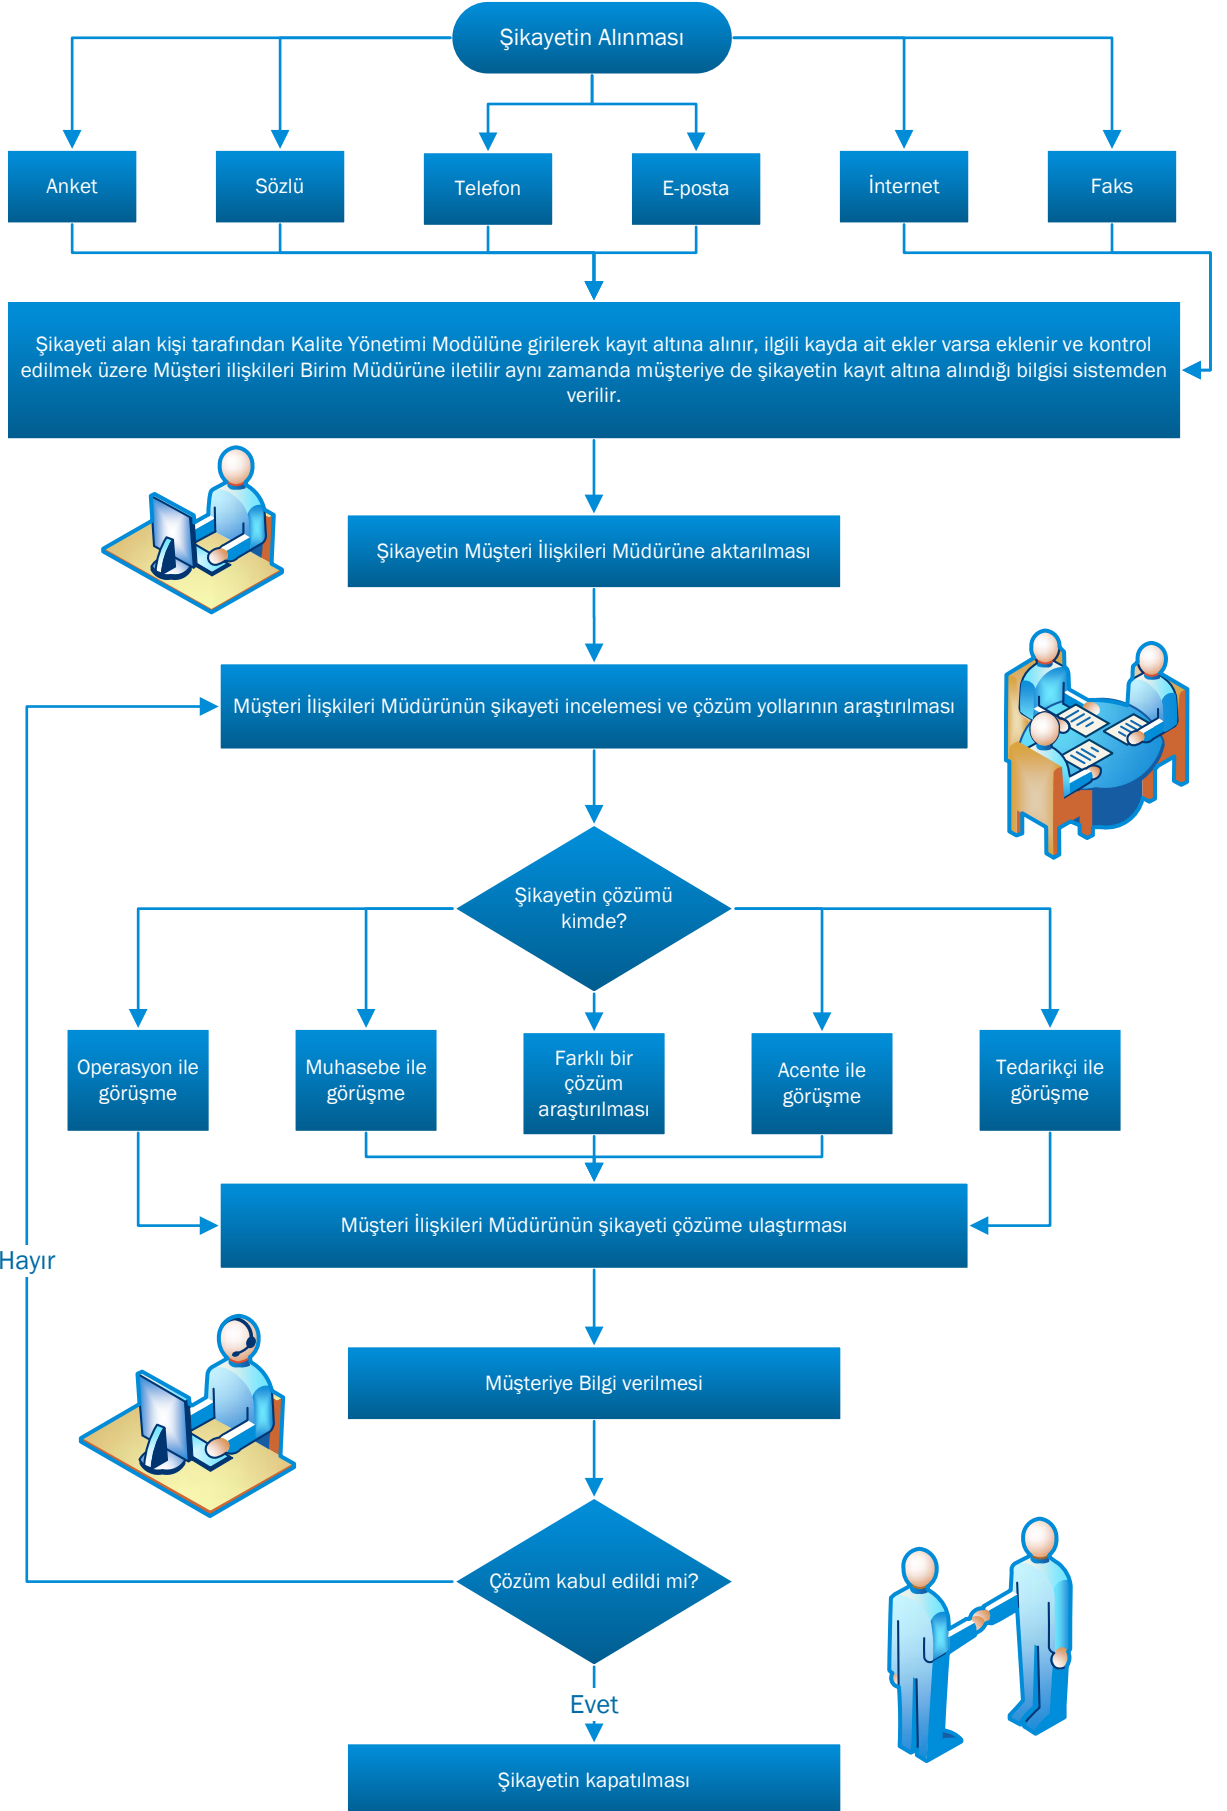 Şikayetin Alınması
Anket
Sözlü
Telefon
E-posta
İnternet
Faks
Şikayeti alan kişi tarafından Kalite Yönetimi Modülüne girilerek kayıt altına alınır, ilgili kayda ait ekler varsa eklenir ve kontrol
edilmek üzere Müşteri ilişkileri Birim Müdürüne iletilir aynı zamanda müşteriye de şikayetin kayıt altına alındığı bilgisi sistemden
verilir.
Şikayetin Müşteri İlişkileri Müdürüne aktarılması
Müşteri İlişkileri Müdürünün şikayeti incelemesi ve çözüm yollarının araştırılması
Şikayetin çözümü
kimde?
Operasyon ile
görüşme
Muhasebe ile
görüşme
Farklı bir
çözüm
araştırılması
Acente ile
görüşme
Tedarikçi ile
görüşme
Müşteri İlişkileri Müdürünün şikayeti çözüme ulaştırması
Hayır
Müşteriye Bilgi verilmesi
Çözüm kabul edildi mi?
Evet
Şikayetin kapatılması